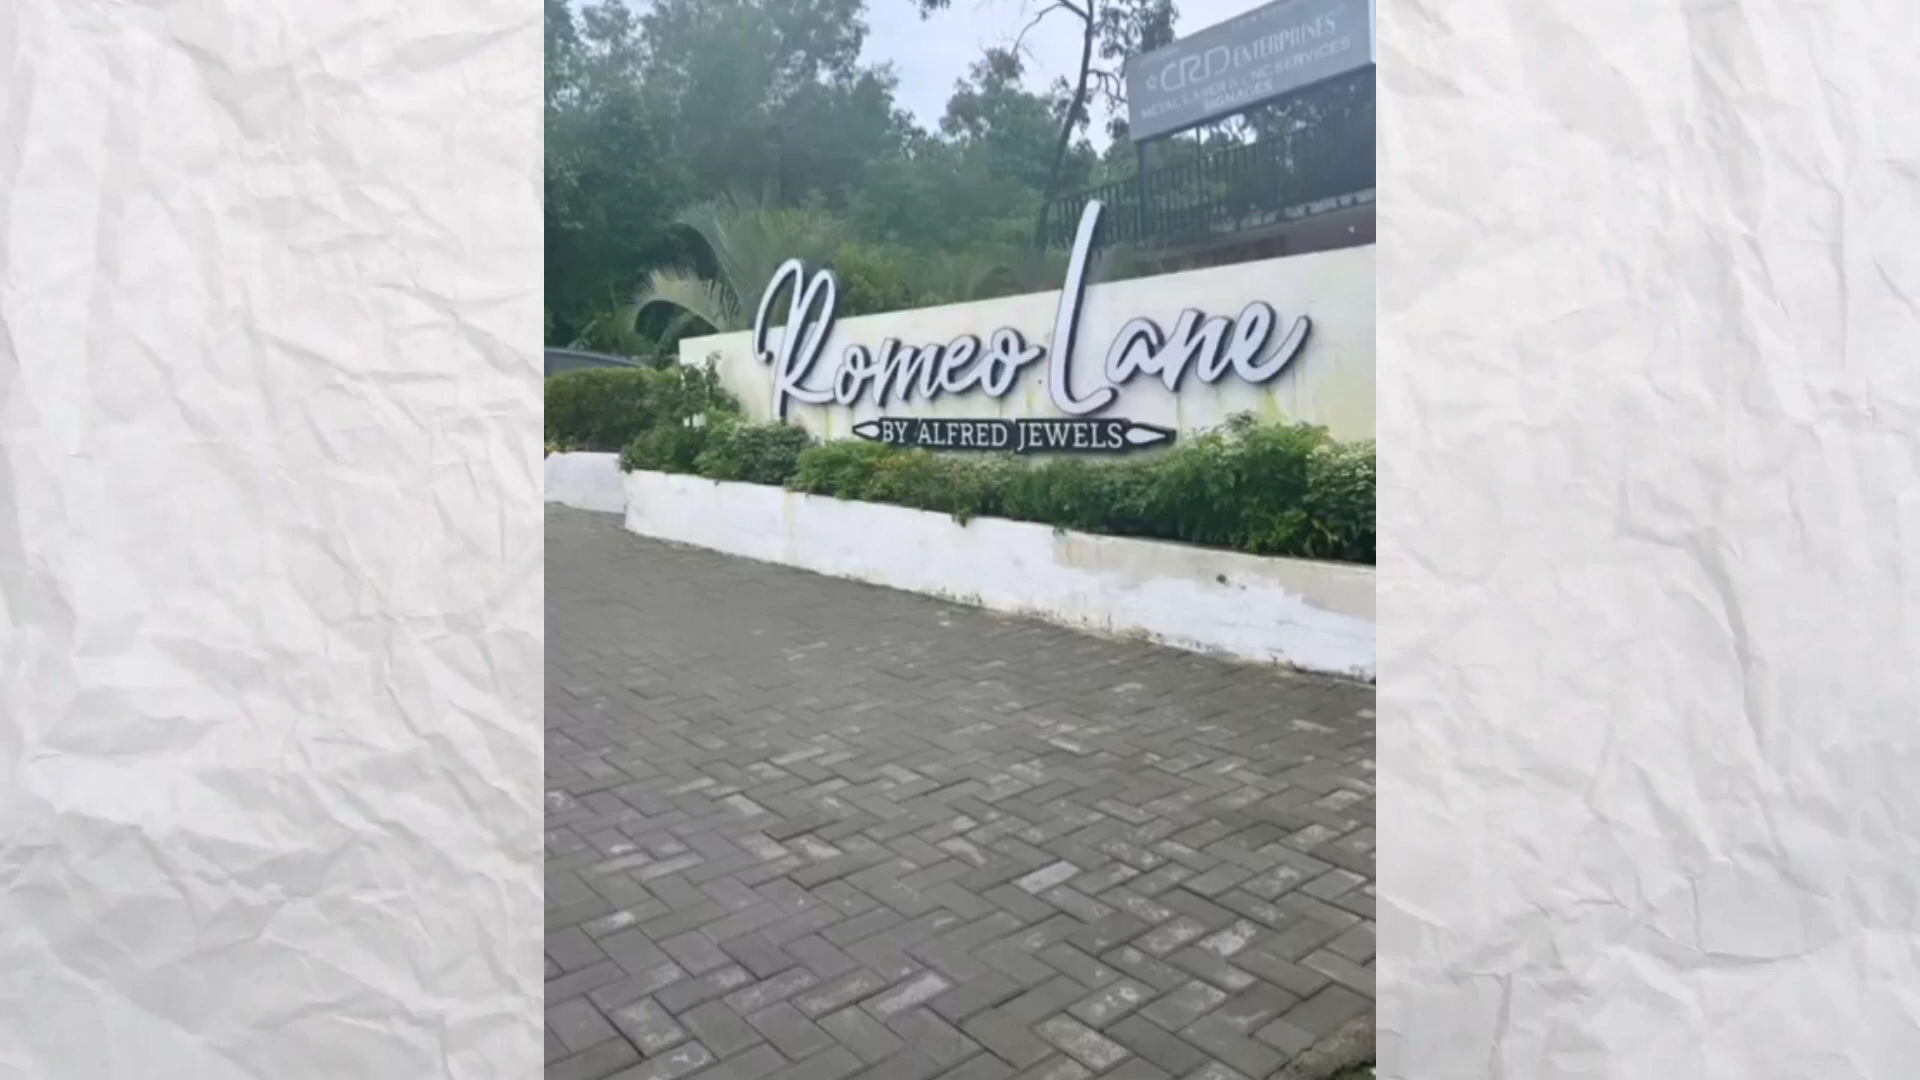 CRD ENTERPRISES
METAL LASER & CNC SERVICES
SIGNAGES
Romeo Lane
BY ALFRED JEWELS